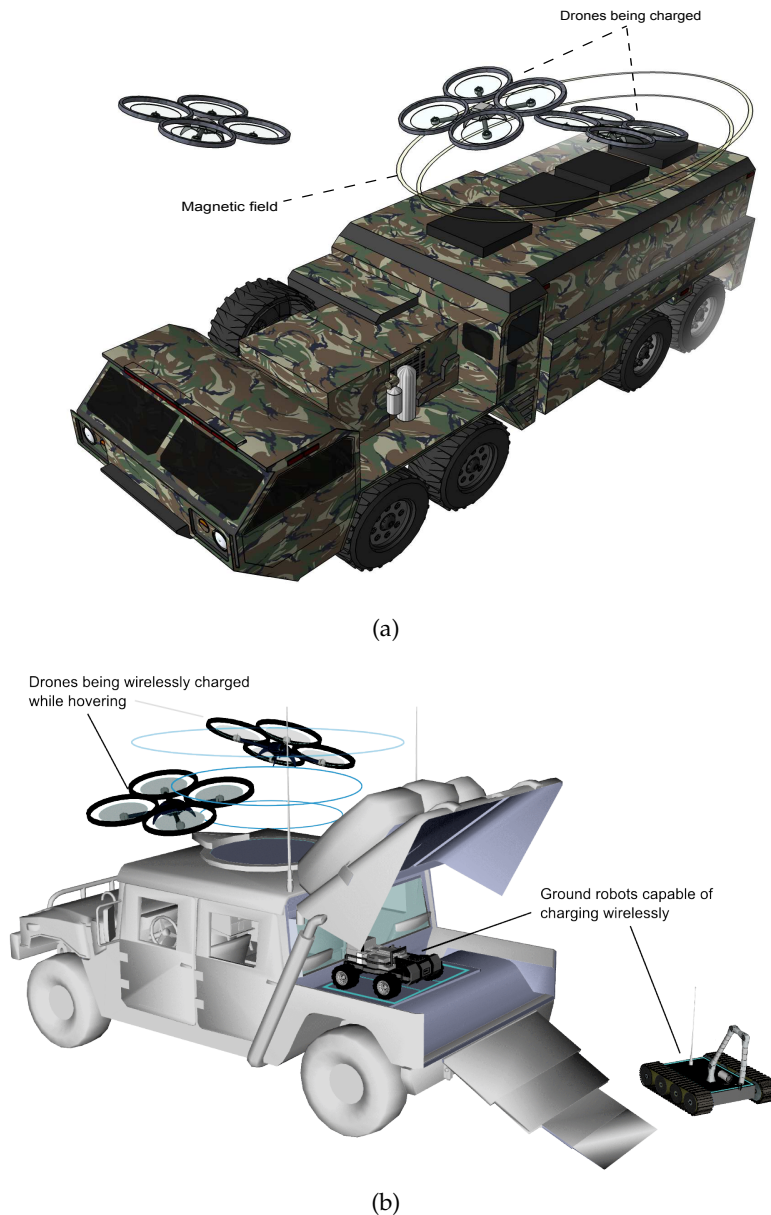 Drones being charged
Magnetic field
(a)
Drones being wirelessly charged
while hovering
Ground robots capable of
charging wirelessly
(b)